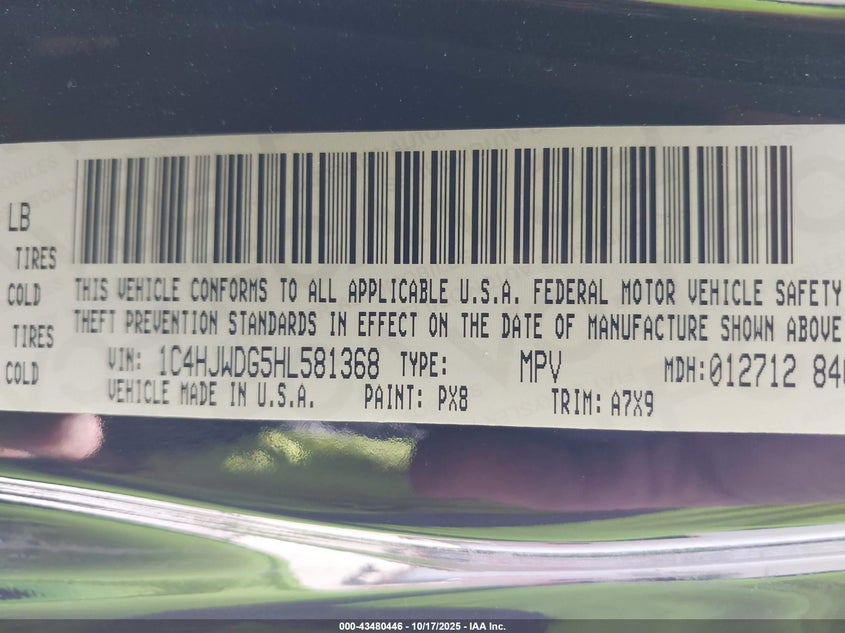 LB
TIRES
COLD
THIS VEHICLE CONFORMS TO ALL APPLICABLE U.S.A. FEDERAL MOTOR VEHICLE SAFETY
THEFT PREVENTION STANDARDS IN EFFECT ON THE DATE OF MANUFACTURE SHOWN ABOVE
TIRES
VIN: 1C4HJWDG5HL581368 TYPE: MPV MDH: 012712 840
COLD
VEHICLE MADE IN U.S.A. PAINT: PX8 TRIM: A7X9
000-43480446 - 10/17/2025 - IAA Inc.